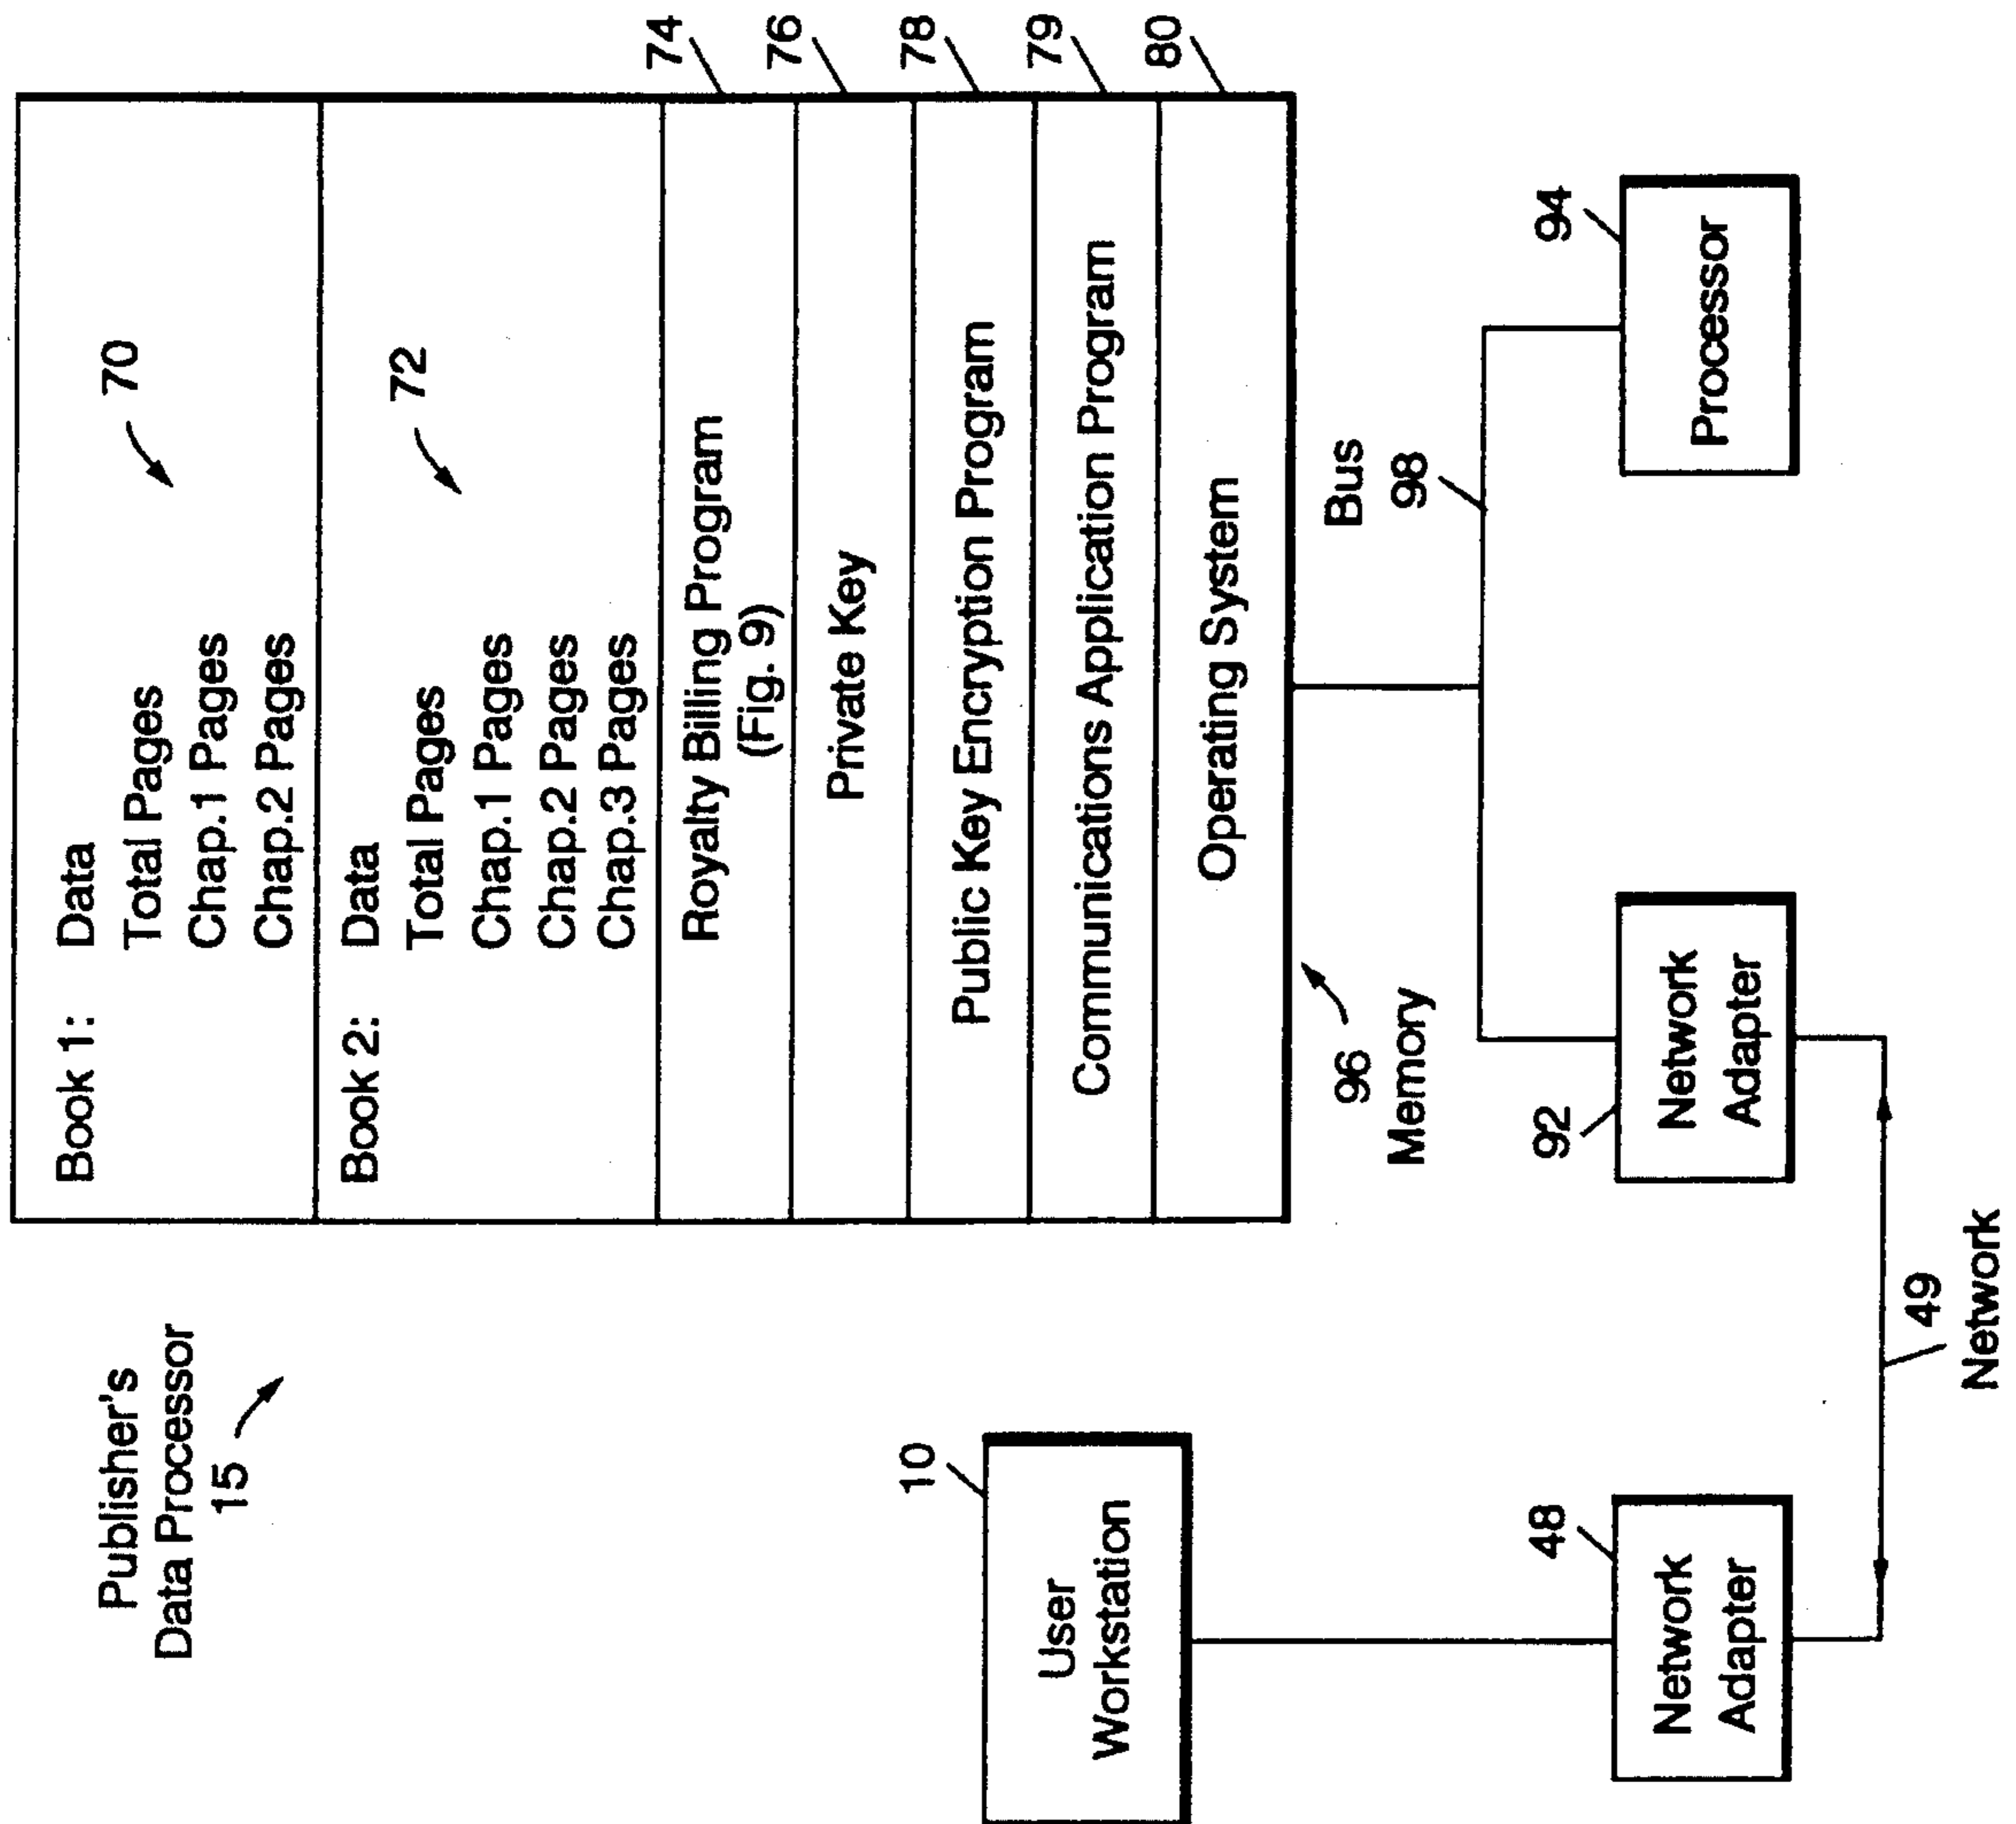 Publisher's
Data Processor
15
Book 1: Data
Total Pages
Chap.1 Pages
Chap.2 Pages
70
Book 2: Data
Total Pages
Chap.1 Pages
Chap.2 Pages
Chap.3 Pages
72
Royalty Billing Program
(Fig. 9)
74
Private Key
76
Public Key Encryption Program
78
Communications Application Program
79
Operating System
80
96
Memory
Bus
98
User
Workstation
10
Network
Adapter
48
Network
Adapter
92
Processor
94
49
Network